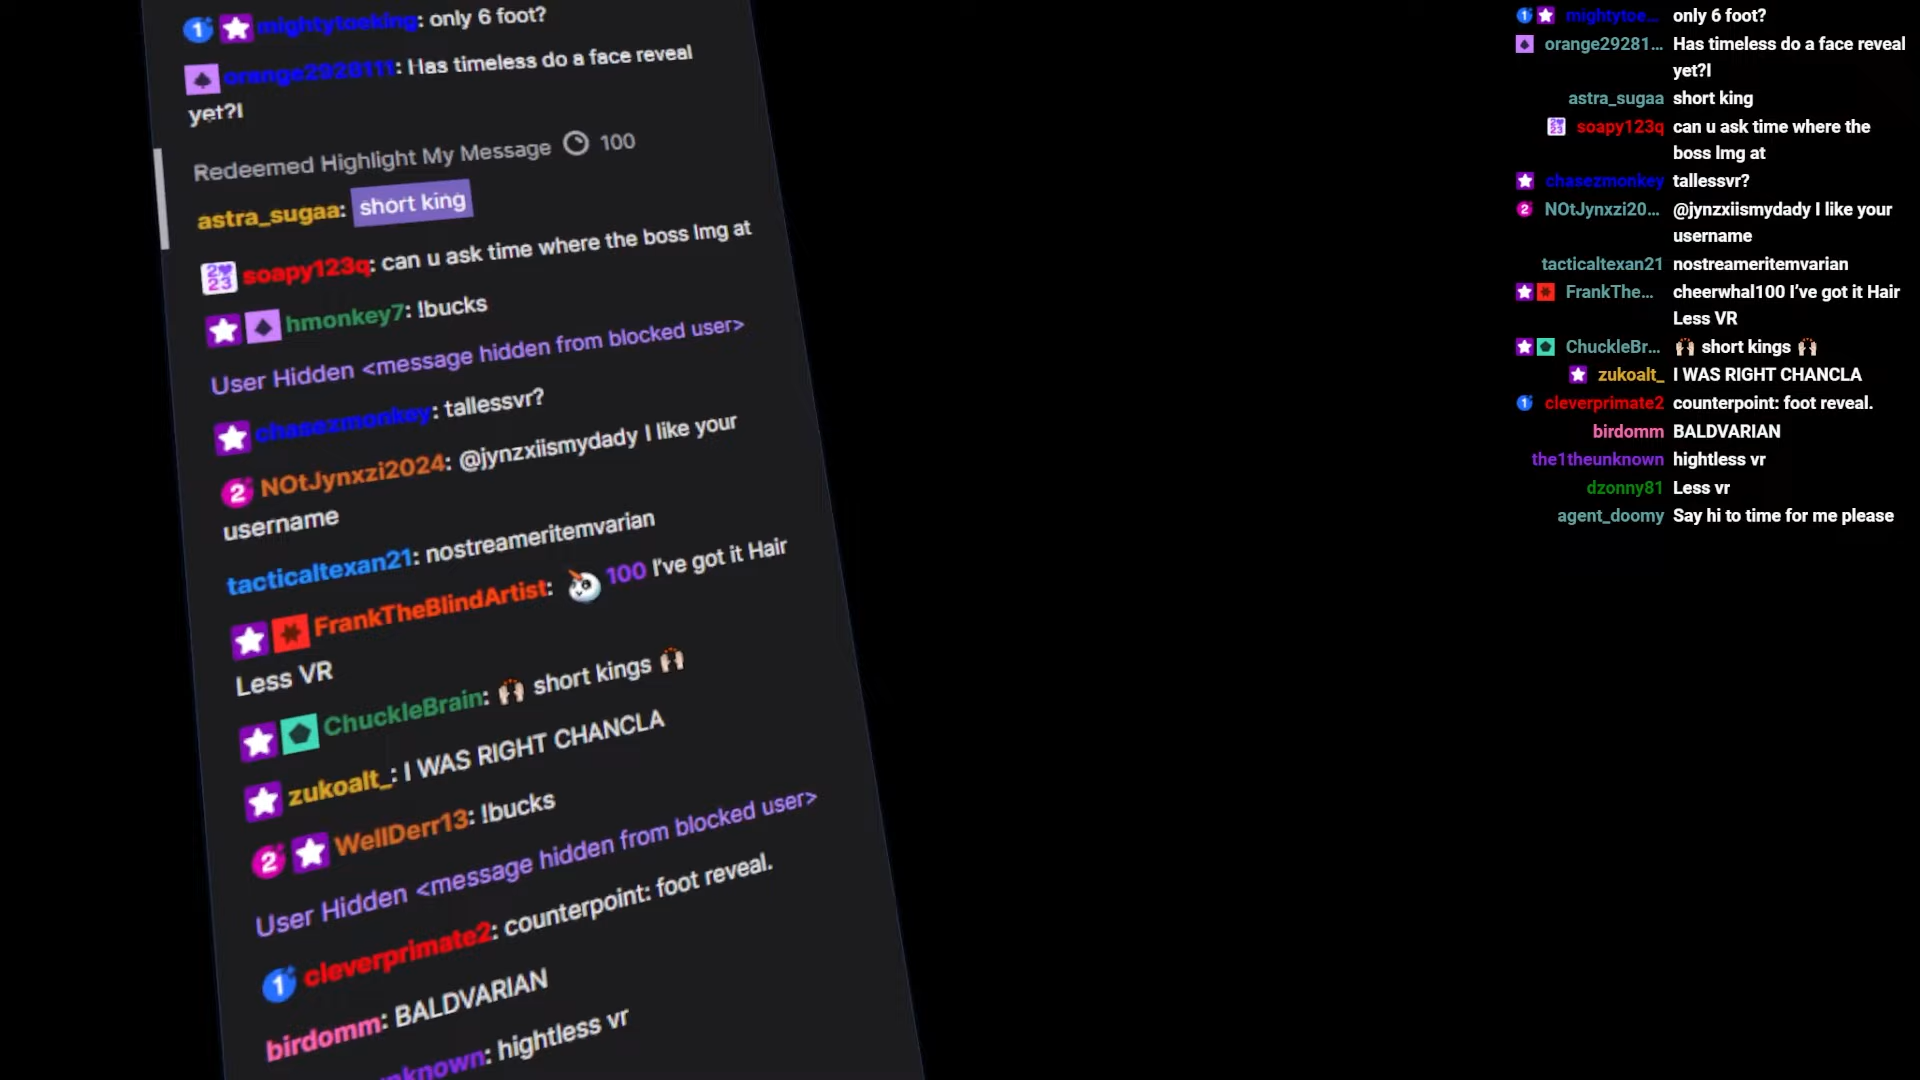 mightytoeking: only 6 foot?
orange2928111: Has timeless do a face reveal
yet?I
Redeemed Highlight My Message 100
astra_sugaa: short king
soapy123q: can u ask time where the boss lmg at
hmonkey7: !bucks
User Hidden <message hidden from blocked user>
chasezmonkey: tallessvr?
NOtJynxzi2024: @jynzxiismydady I like your
username
tacticaltexan21: nostreameritemvarian
FrankTheBlindArtist: 100 I've got it Hair
Less VR
ChuckleBrain: 🙌🏻 short kings 🙌🏻
zukoalt_: I WAS RIGHT CHANCLA
WellDerr13: !bucks
User Hidden <message hidden from blocked user>
cleverprimate2: counterpoint: foot reveal.
birdomm: BALDVARIAN
unknown: hightless vr
mightytoe... only 6 foot?
orange29281... Has timeless do a face reveal
yet?I
astra_sugaa short king
soapy123q can u ask time where the
boss lmg at
chasezmonkey tallessvr?
NOtJynxzi20... @jynzxiismydady I like your
username
tacticaltexan21 nostreameritemvarian
FrankThe... cheerwhal100 I've got it Hair
Less VR
ChuckleBr... 🙌🏻 short kings 🙌🏻
zukoalt_ I WAS RIGHT CHANCLA
cleverprimate2 counterpoint: foot reveal.
birdomm BALDVARIAN
the1theunknown hightless vr
dzonny81 Less vr
agent_doomy Say hi to time for me please